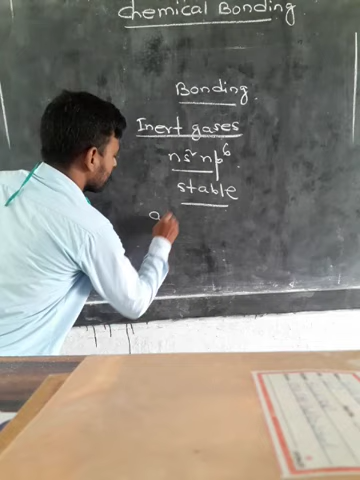 Chemical Bonding
Bonding.
Inert gases
ns² np⁶
stable
a